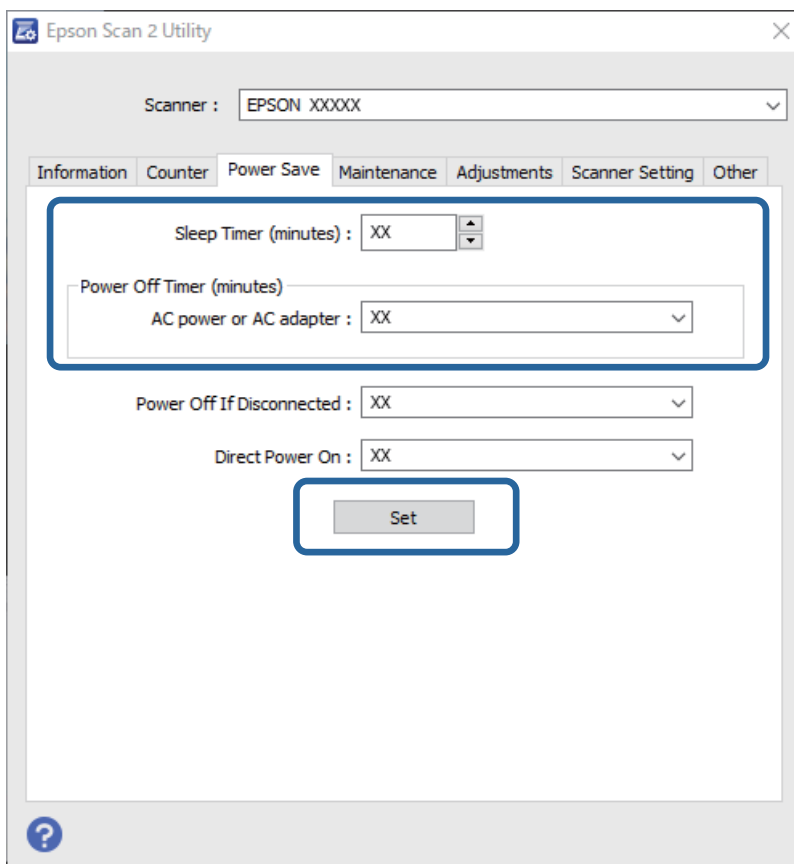 Epson Scan 2 Utility
Scanner : EPSON XXXXX
Information Counter Power Save Maintenance Adjustments Scanner Setting Other
Sleep Timer (minutes) : XX
Power Off Timer (minutes)
AC power or AC adapter : XX
Power Off If Disconnected : XX
Direct Power On : XX
Set
?